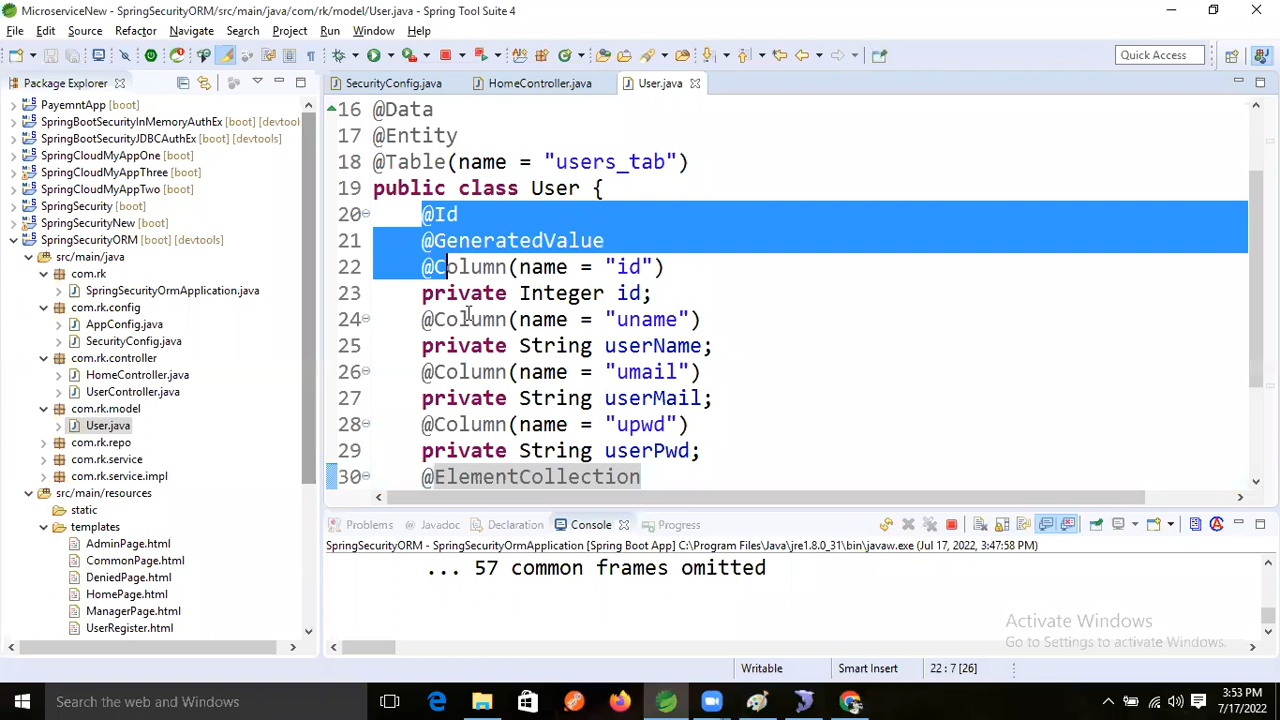 MicroserviceNew - SpringSecurityORM/src/main/java/com/rk/model/User.java - Spring Tool Suite 4
File Edit Source Refactor Navigate Search Project Run Window Help
Quick Access
Package Explorer
SecurityConfig.java HomeController.java User.java
PayemntApp [boot]
SpringBootSecurityInMemoryAuthEx [boot] [devtools
SpringBootSecurityJDBCAuthEx [boot] [devtools]
SpringCloudMyAppOne [boot]
SpringCloudMyAppThree [boot]
SpringCloudMyAppTwo [boot]
SpringSecurity [boot]
SpringSecurityNew [boot]
SpringSecurityORM [boot] [devtools]
src/main/java
com.rk
SpringSecurityOrmApplication.java
com.rk.config
AppConfig.java
SecurityConfig.java
com.rk.controller
HomeController.java
UserController.java
com.rk.model
User.java
com.rk.repo
com.rk.service
com.rk.service.impl
src/main/resources
static
templates
AdminPage.html
CommonPage.html
DeniedPage.html
HomePage.html
ManagerPage.html
UserRegister.html
16 @Data
17 @Entity
18 @Table(name = "users_tab")
19 public class User {
20 @Id
21 @GeneratedValue
22 @Column(name = "id")
23 private Integer id;
24 @Column(name = "uname")
25 private String userName;
26 @Column(name = "umail")
27 private String userMail;
28 @Column(name = "upwd")
29 private String userPwd;
30 @ElementCollection
Problems Javadoc Declaration Console Progress
SpringSecurityORM - SpringSecurityOrmApplication [Spring Boot App] C:\Program Files\Java\jre1.8.0_31\bin\javaw.exe (Jul 17, 2022, 3:47:58 PM)
... 57 common frames omitted
Activate Windows
Go to Settings to activate Windows.
Writable Smart Insert 22 : 7 [26]
Search the web and Windows
3:53 PM
7/17/2022